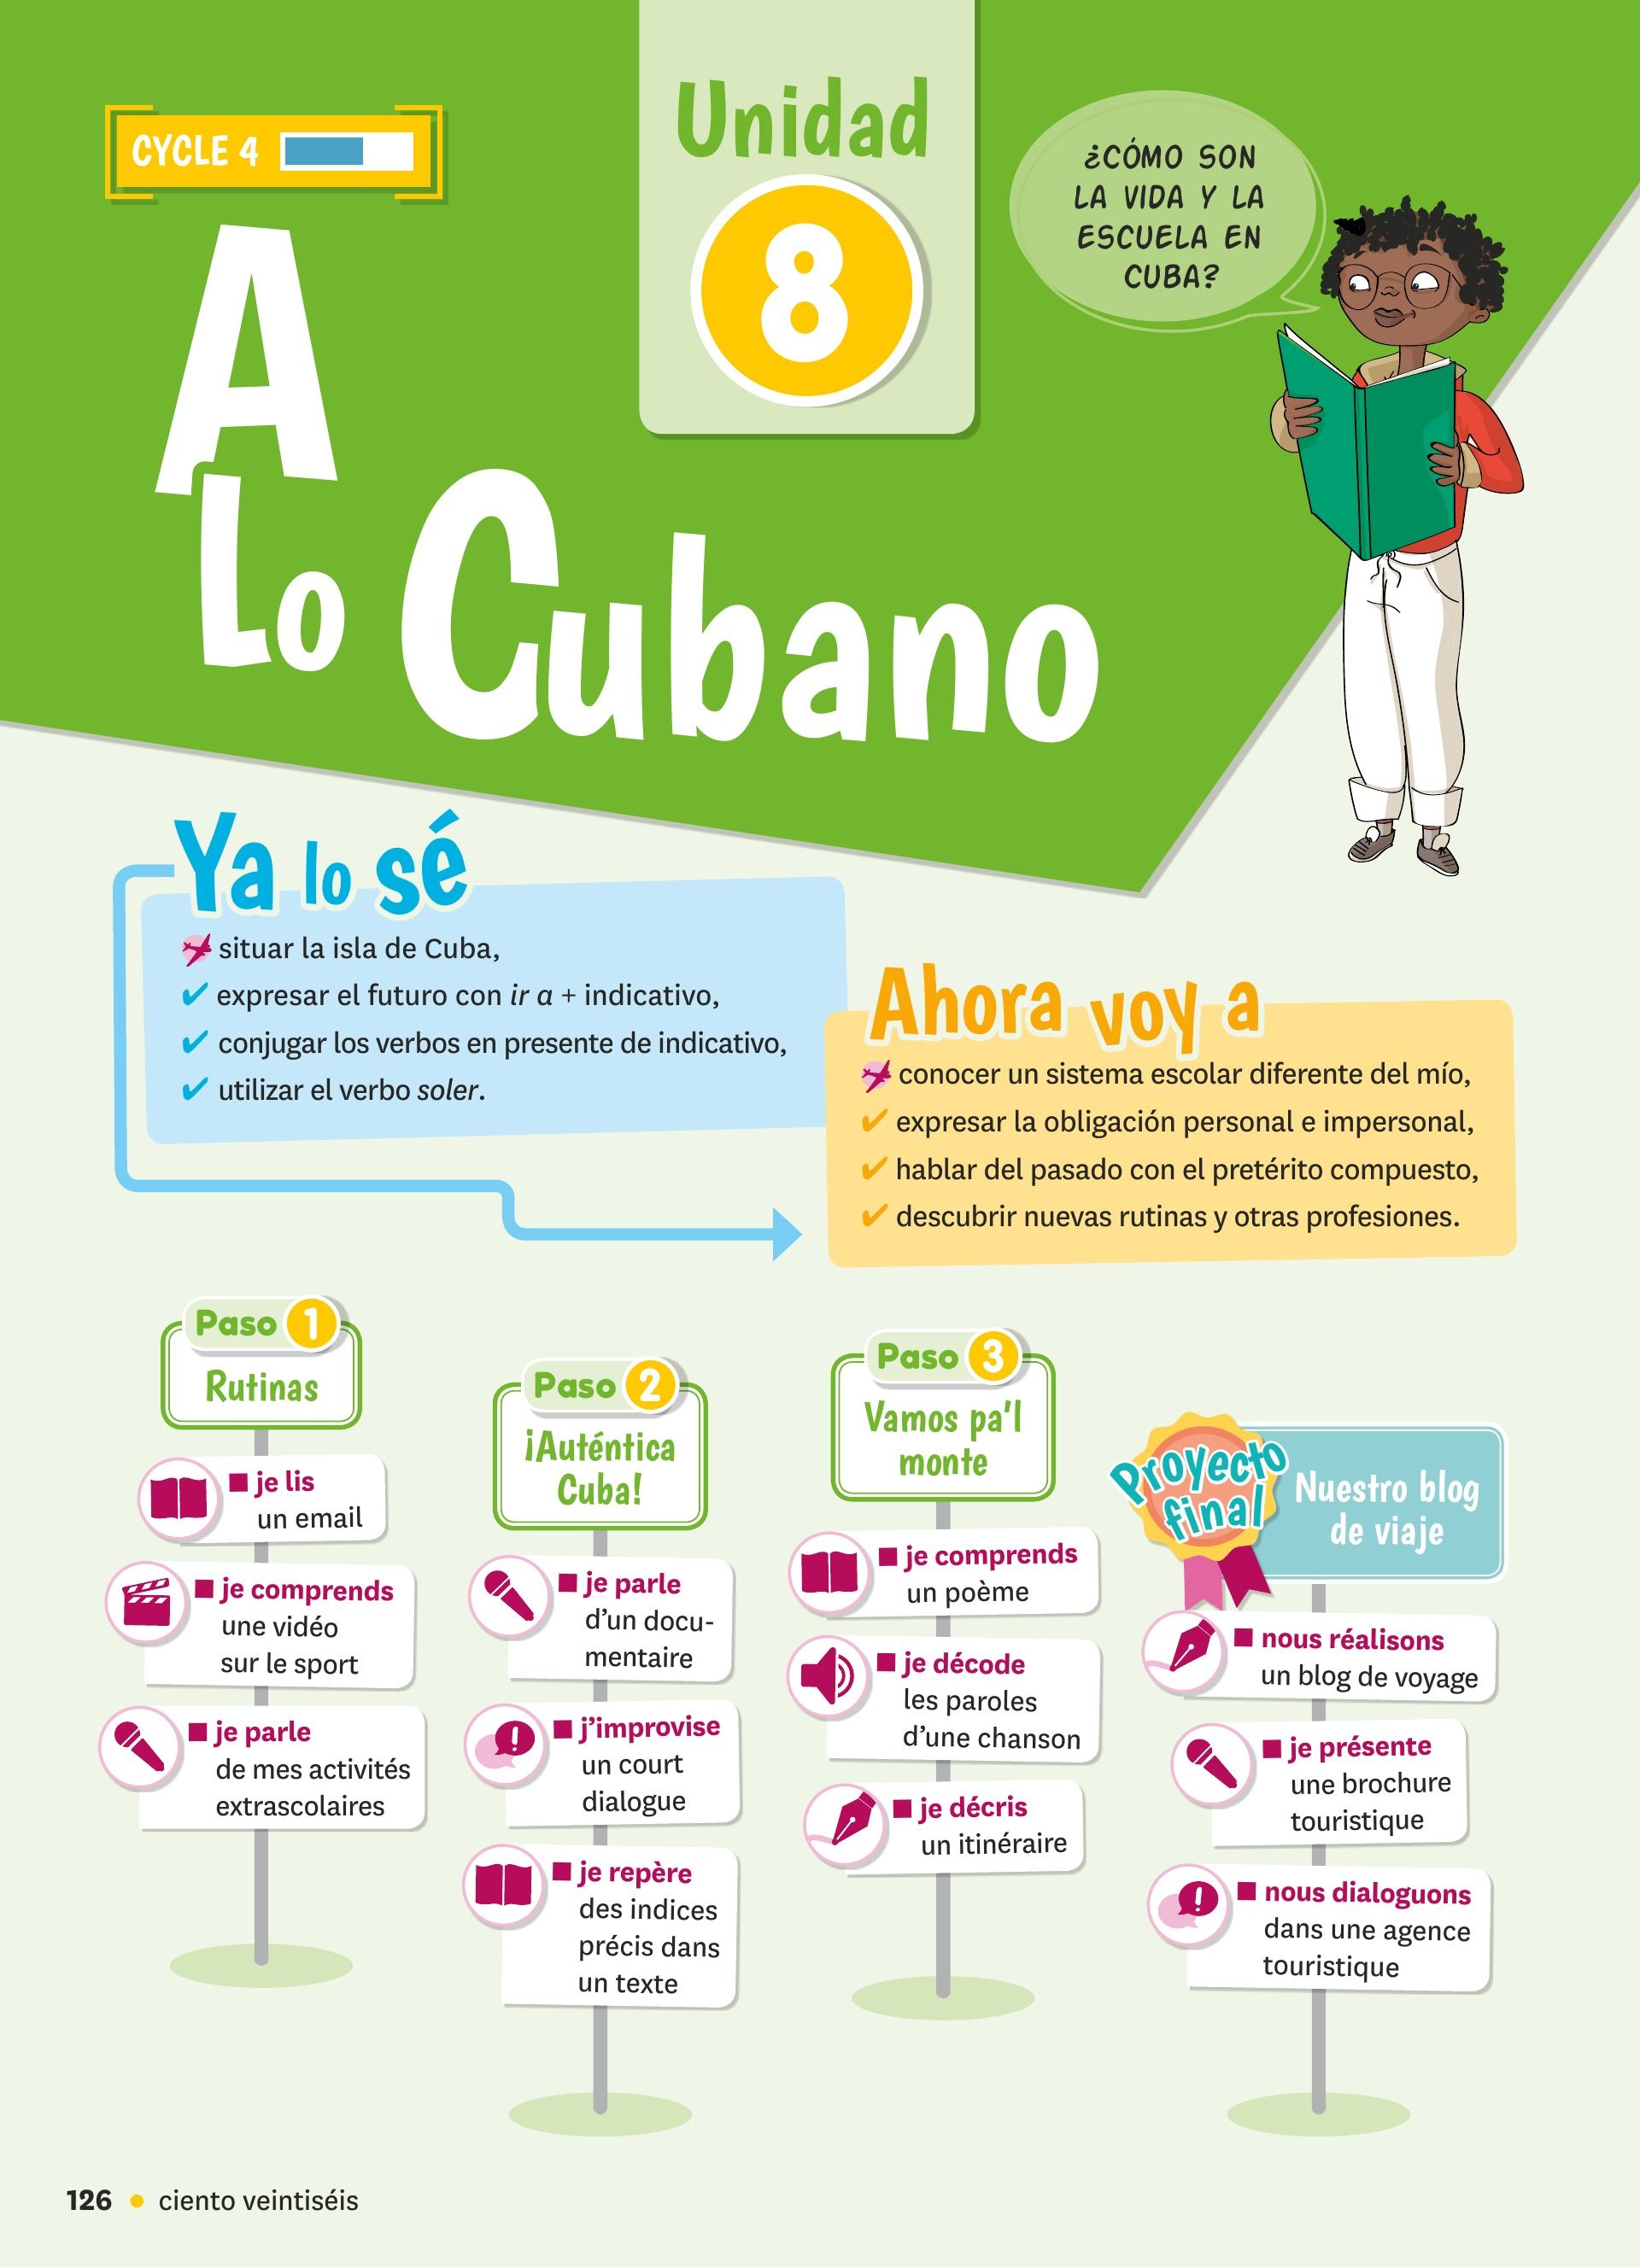 CYCLE 4
Unidad
8
¿CÓMO SON
LA VIDA Y LA
ESCUELA EN
CUBA?
A
Lo Cubano
Ya lo sé
situar la isla de Cuba,
✔ expresar el futuro con ir a + indicativo,
✔ conjugar los verbos en presente de indicativo,
✔ utilizar el verbo soler.
Ahora voy a
conocer un sistema escolar diferente del mío,
✔ expresar la obligación personal e impersonal,
✔ hablar del pasado con el pretérito compuesto,
✔ descubrir nuevas rutinas y otras profesiones.
Paso 1
Rutinas
■ je lis
un email
■ je comprends
une vidéo
sur le sport
■ je parle
de mes activités
extrascolaires
Paso 2
¡Auténtica
Cuba!
■ je parle
d'un docu-
mentaire
■ j'improvise
un court
dialogue
■ je repère
des indices
précis dans
un texte
Paso 3
Vamos pa'l
monte
■ je comprends
un poème
■ je décode
les paroles
d'une chanson
■ je décris
un itinéraire
Proyecto
final
Nuestro blog
de viaje
■ nous réalisons
un blog de voyage
■ je présente
une brochure
touristique
■ nous dialoguons
dans une agence
touristique
126 • ciento veintiséis